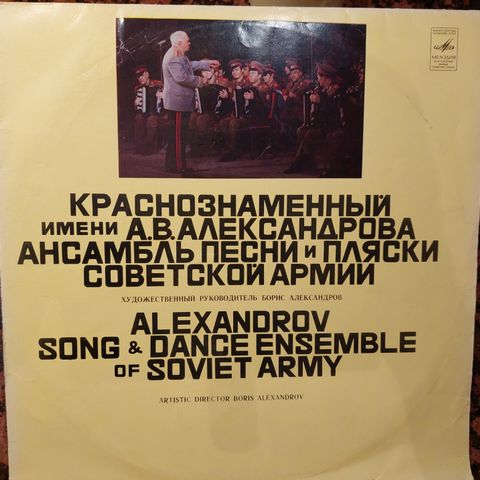 МЕЛОДИЯ
КРАСНОЗНАМЕННЫЙ
ИМЕНИ А.В.АЛЕКСАНДРОВА
АНСАМБЛЬ ПЕСНИ И ПЛЯСКИ
СОВЕТСКОЙ АРМИИ
ХУДОЖЕСТВЕННЫЙ РУКОВОДИТЕЛЬ БОРИС АЛЕКСАНДРОВ
ALEXANDROV
SONG & DANCE ENSEMBLE
OF SOVIET ARMY
ARTISTIC DIRECTOR BORIS ALEXANDROV